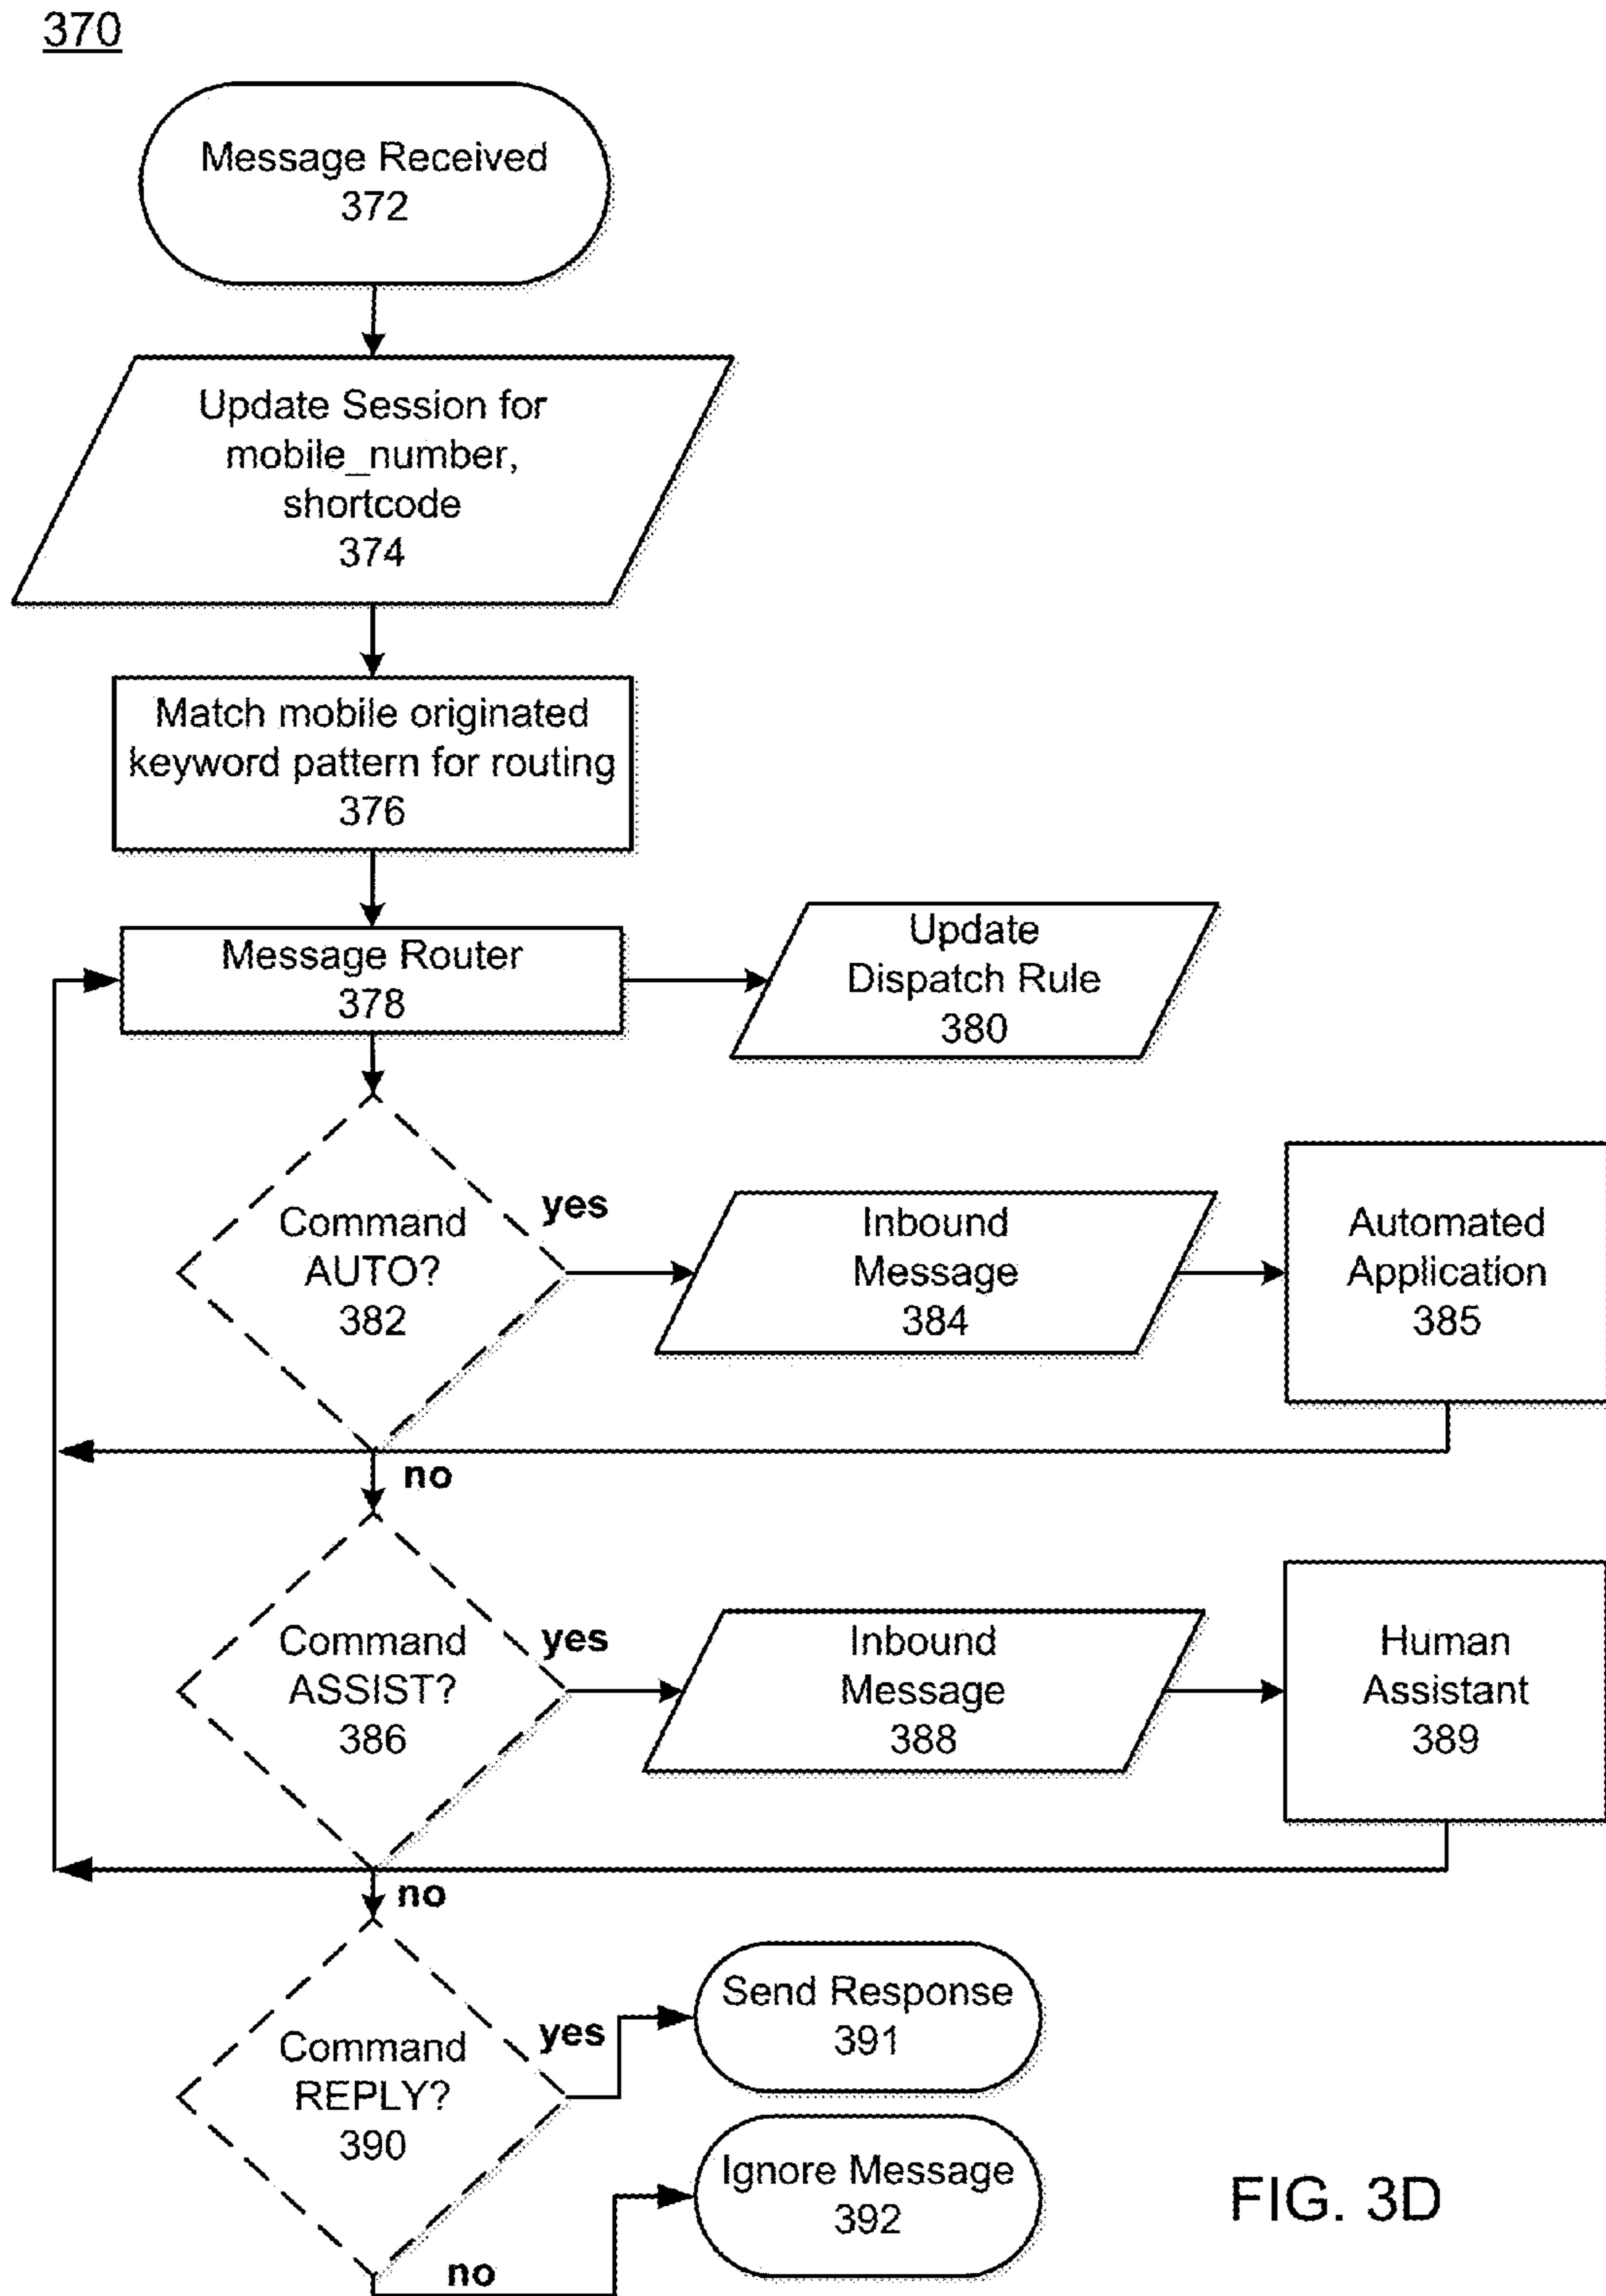 370
Message Received
372
Update Session for
mobile_number,
shortcode
374
Match mobile originated
keyword pattern for routing
376
Message Router
378
Update
Dispatch Rule
380
Command
AUTO?
382
yes
Inbound
Message
384
Automated
Application
385
no
Command
ASSIST?
386
yes
Inbound
Message
388
Human
Assistant
389
no
Command
REPLY?
390
yes
Send Response
391
no
Ignore Message
392
FIG. 3D